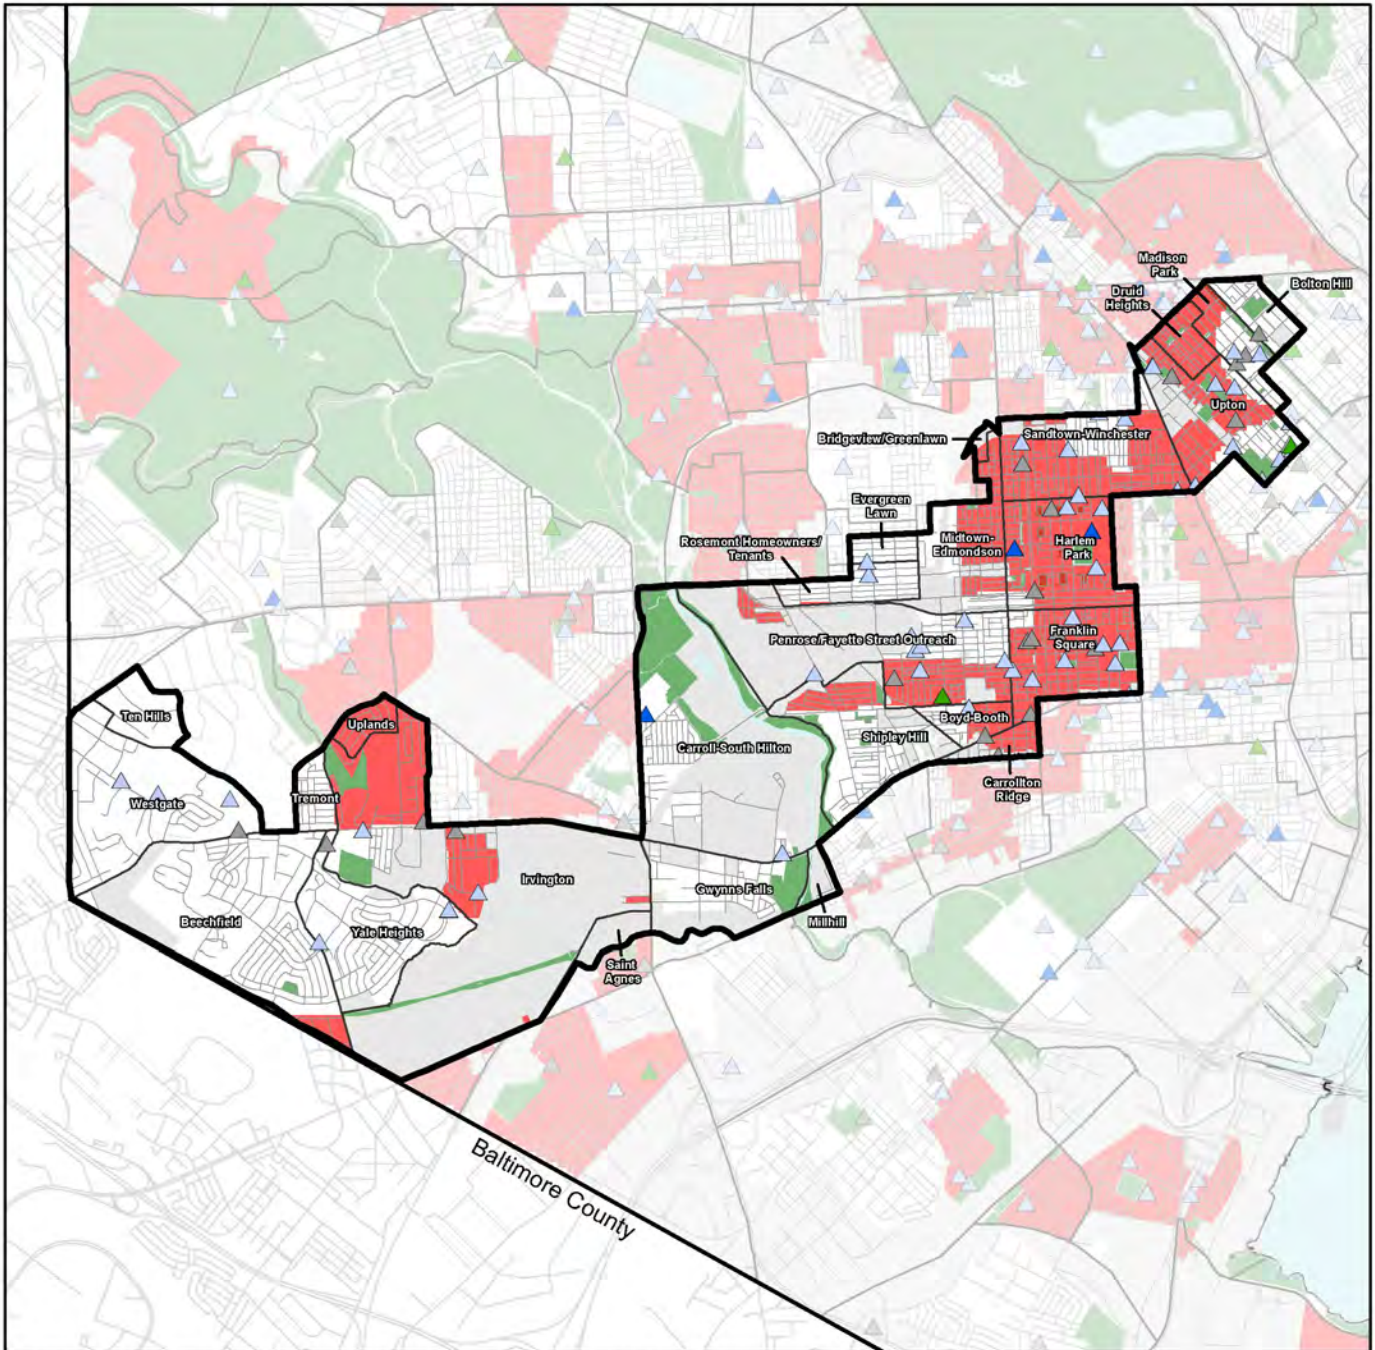 Madison
Park
Bolton Hill
Druid
Heights
Upton
Bridgeview/Greenlawn
Sandtown-Winchester
Evergreen
Lawn
Rosemont Homeowners/
Tenants
Midtown-
Edmondson
Harlem
Park
Penrose/Fayette Street Outreach
Franklin
Square
Ten Hills
Uplands
Boyd-Booth
Shipley Hill
Carroll-South Hilton
Carrollton
Ridge
Tremont
Westgate
Irvington
Gwynns Falls
Beechfield
Yale Heights
Millhill
Saint
Agnes
Baltimore County